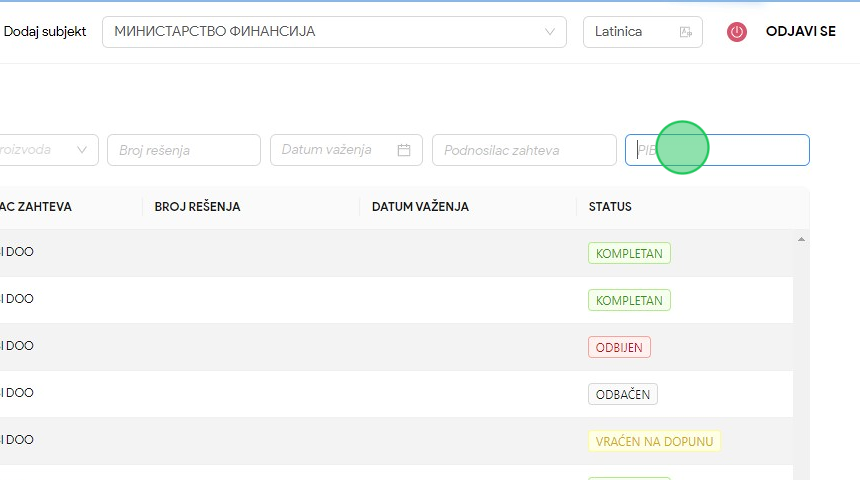 Dodaj subjekt МИНИСТАРСТВО ФИНАНСИЈА Latinica ODJAVI SE
roizvoda Broj rešenja Datum važenja Podnosilac zahteva PIB
AC ZAHTEVA BROJ REŠENJA DATUM VAŽENJA STATUS
I DOO KOMPLETAN
I DOO KOMPLETAN
I DOO ODBIJEN
I DOO ODBAČEN
I DOO VRAĆEN NA DOPUNU